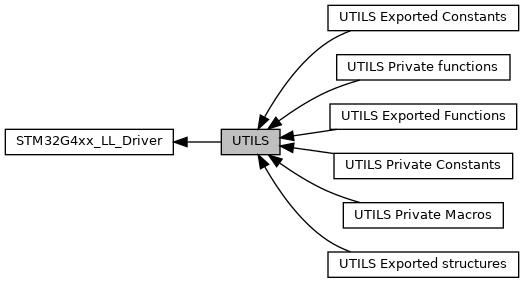 UTILS Exported Constants
UTILS Private functions
UTILS Exported Functions
STM32G4xx_LL_Driver
UTILS
UTILS Private Constants
UTILS Private Macros
UTILS Exported structures